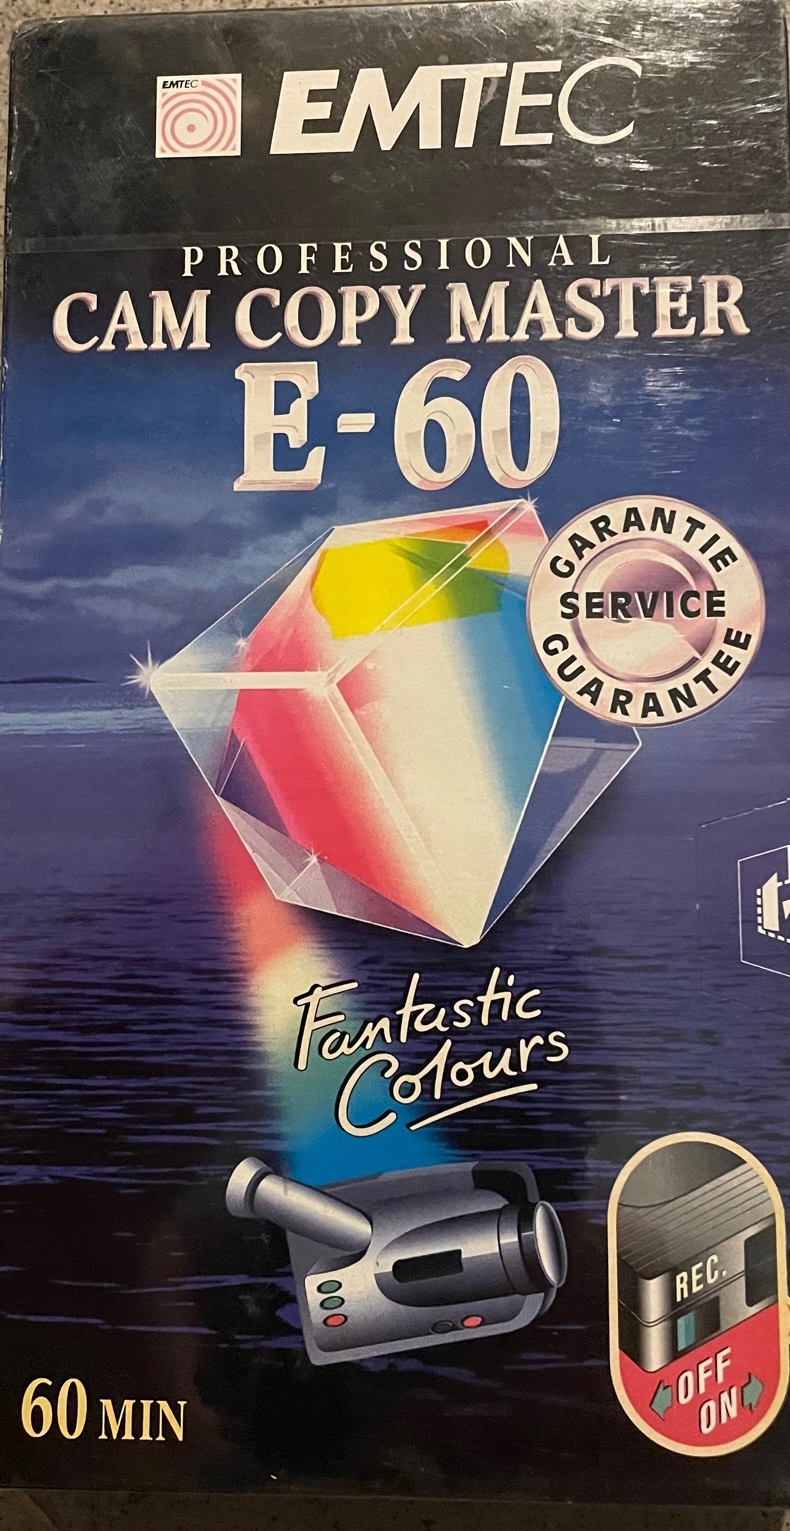 EMTEC
EMTEC
PROFESSIONAL
CAM COPY MASTER
E-60
GARANTIE
SERVICE
GUARANTEE
Fantastic
Colours
REC.
OFF
ON
60 MIN